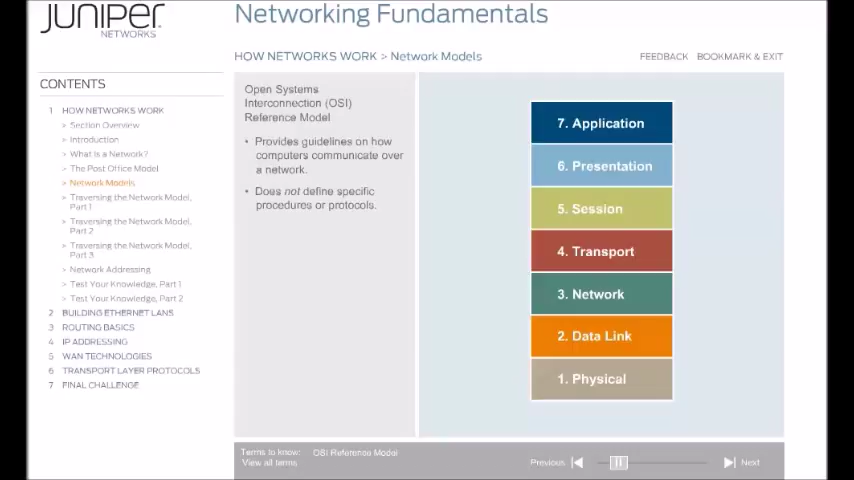 JUNIPER
NETWORKS
Networking Fundamentals
HOW NETWORKS WORK > Network Models
FEEDBACK BOOKMARK & EXIT
CONTENTS
1 HOW NETWORKS WORK
> Section Overview
> Introduction
> What Is a Network?
> The Post Office Model
> Network Models
> Traversing the Network Model,
Part 1
> Traversing the Network Model,
Part 2
> Traversing the Network Model,
Part 3
> Network Addressing
> Test Your Knowledge, Part 1
> Test Your Knowledge, Part 2
2 BUILDING ETHERNET LANS
3 ROUTING BASICS
4 IP ADDRESSING
5 WAN TECHNOLOGIES
6 TRANSPORT LAYER PROTOCOLS
7 FINAL CHALLENGE
Open Systems
Interconnection (OSI)
Reference Model
• Provides guidelines on how
computers communicate over
a network.
• Does not define specific
procedures or protocols.
7. Application
6. Presentation
5. Session
4. Transport
3. Network
2. Data Link
1. Physical
Terms to know: OSI Reference Model
View all terms
Previous
Next